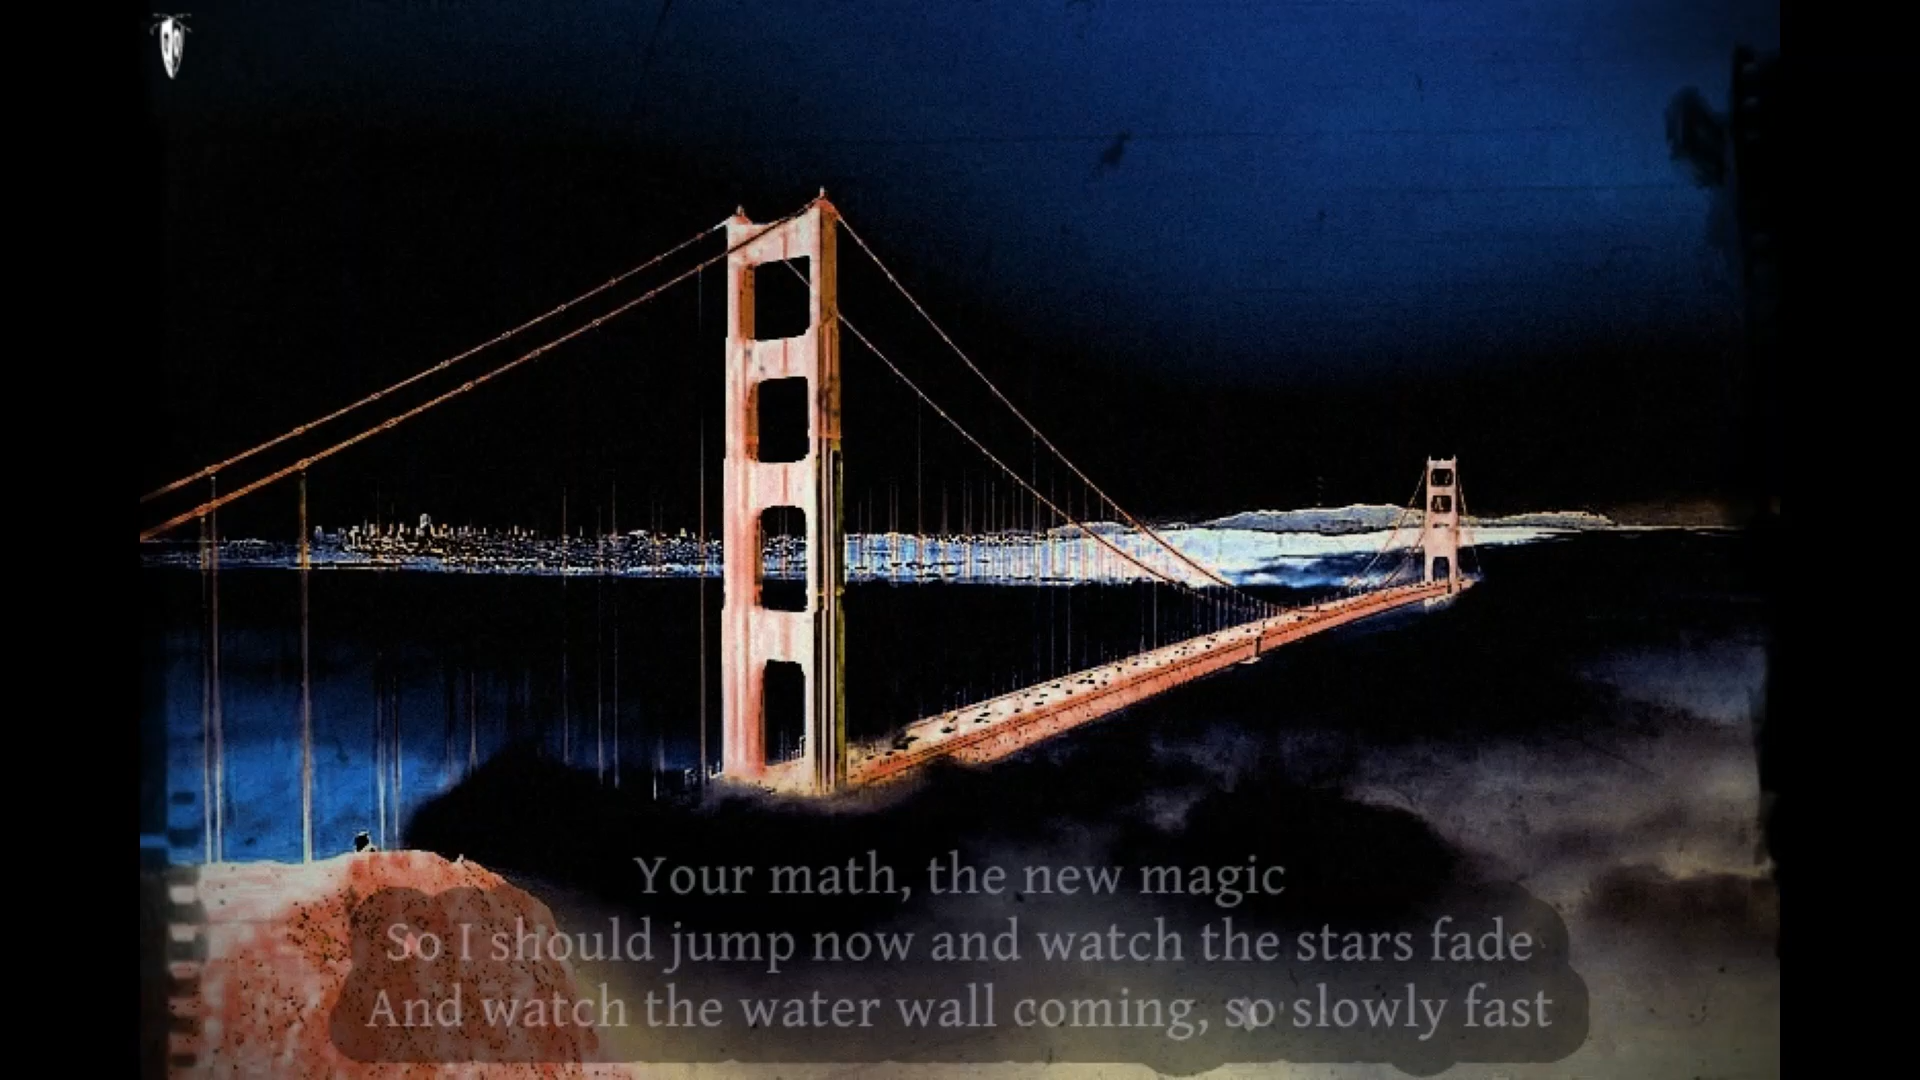 Your math, the new magic
So I should jump now and watch the stars fade
And watch the water wall coming, so slowly fast